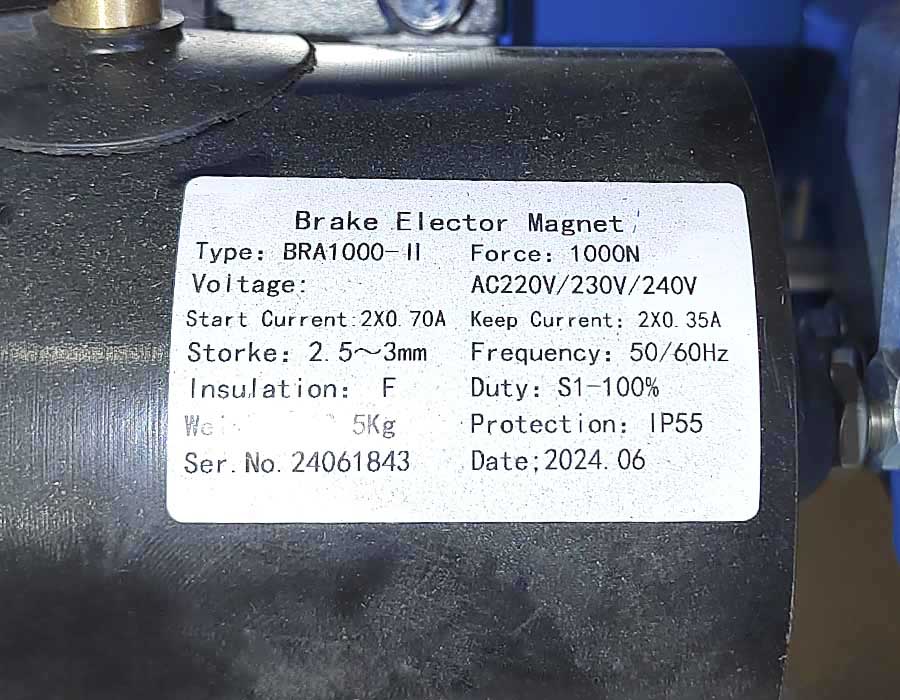 Brake Elector Magnet
Type: BRA1000-II Force: 1000N
Voltage: AC220V/230V/240V
Start Current:2X0.70A Keep Current: 2X0.35A
Storke: 2.5～3mm Frequency: 50/60Hz
Insulation: F Duty: S1-100%
5Kg Protection: IP55
Ser.No.24061843 Date;2024.06